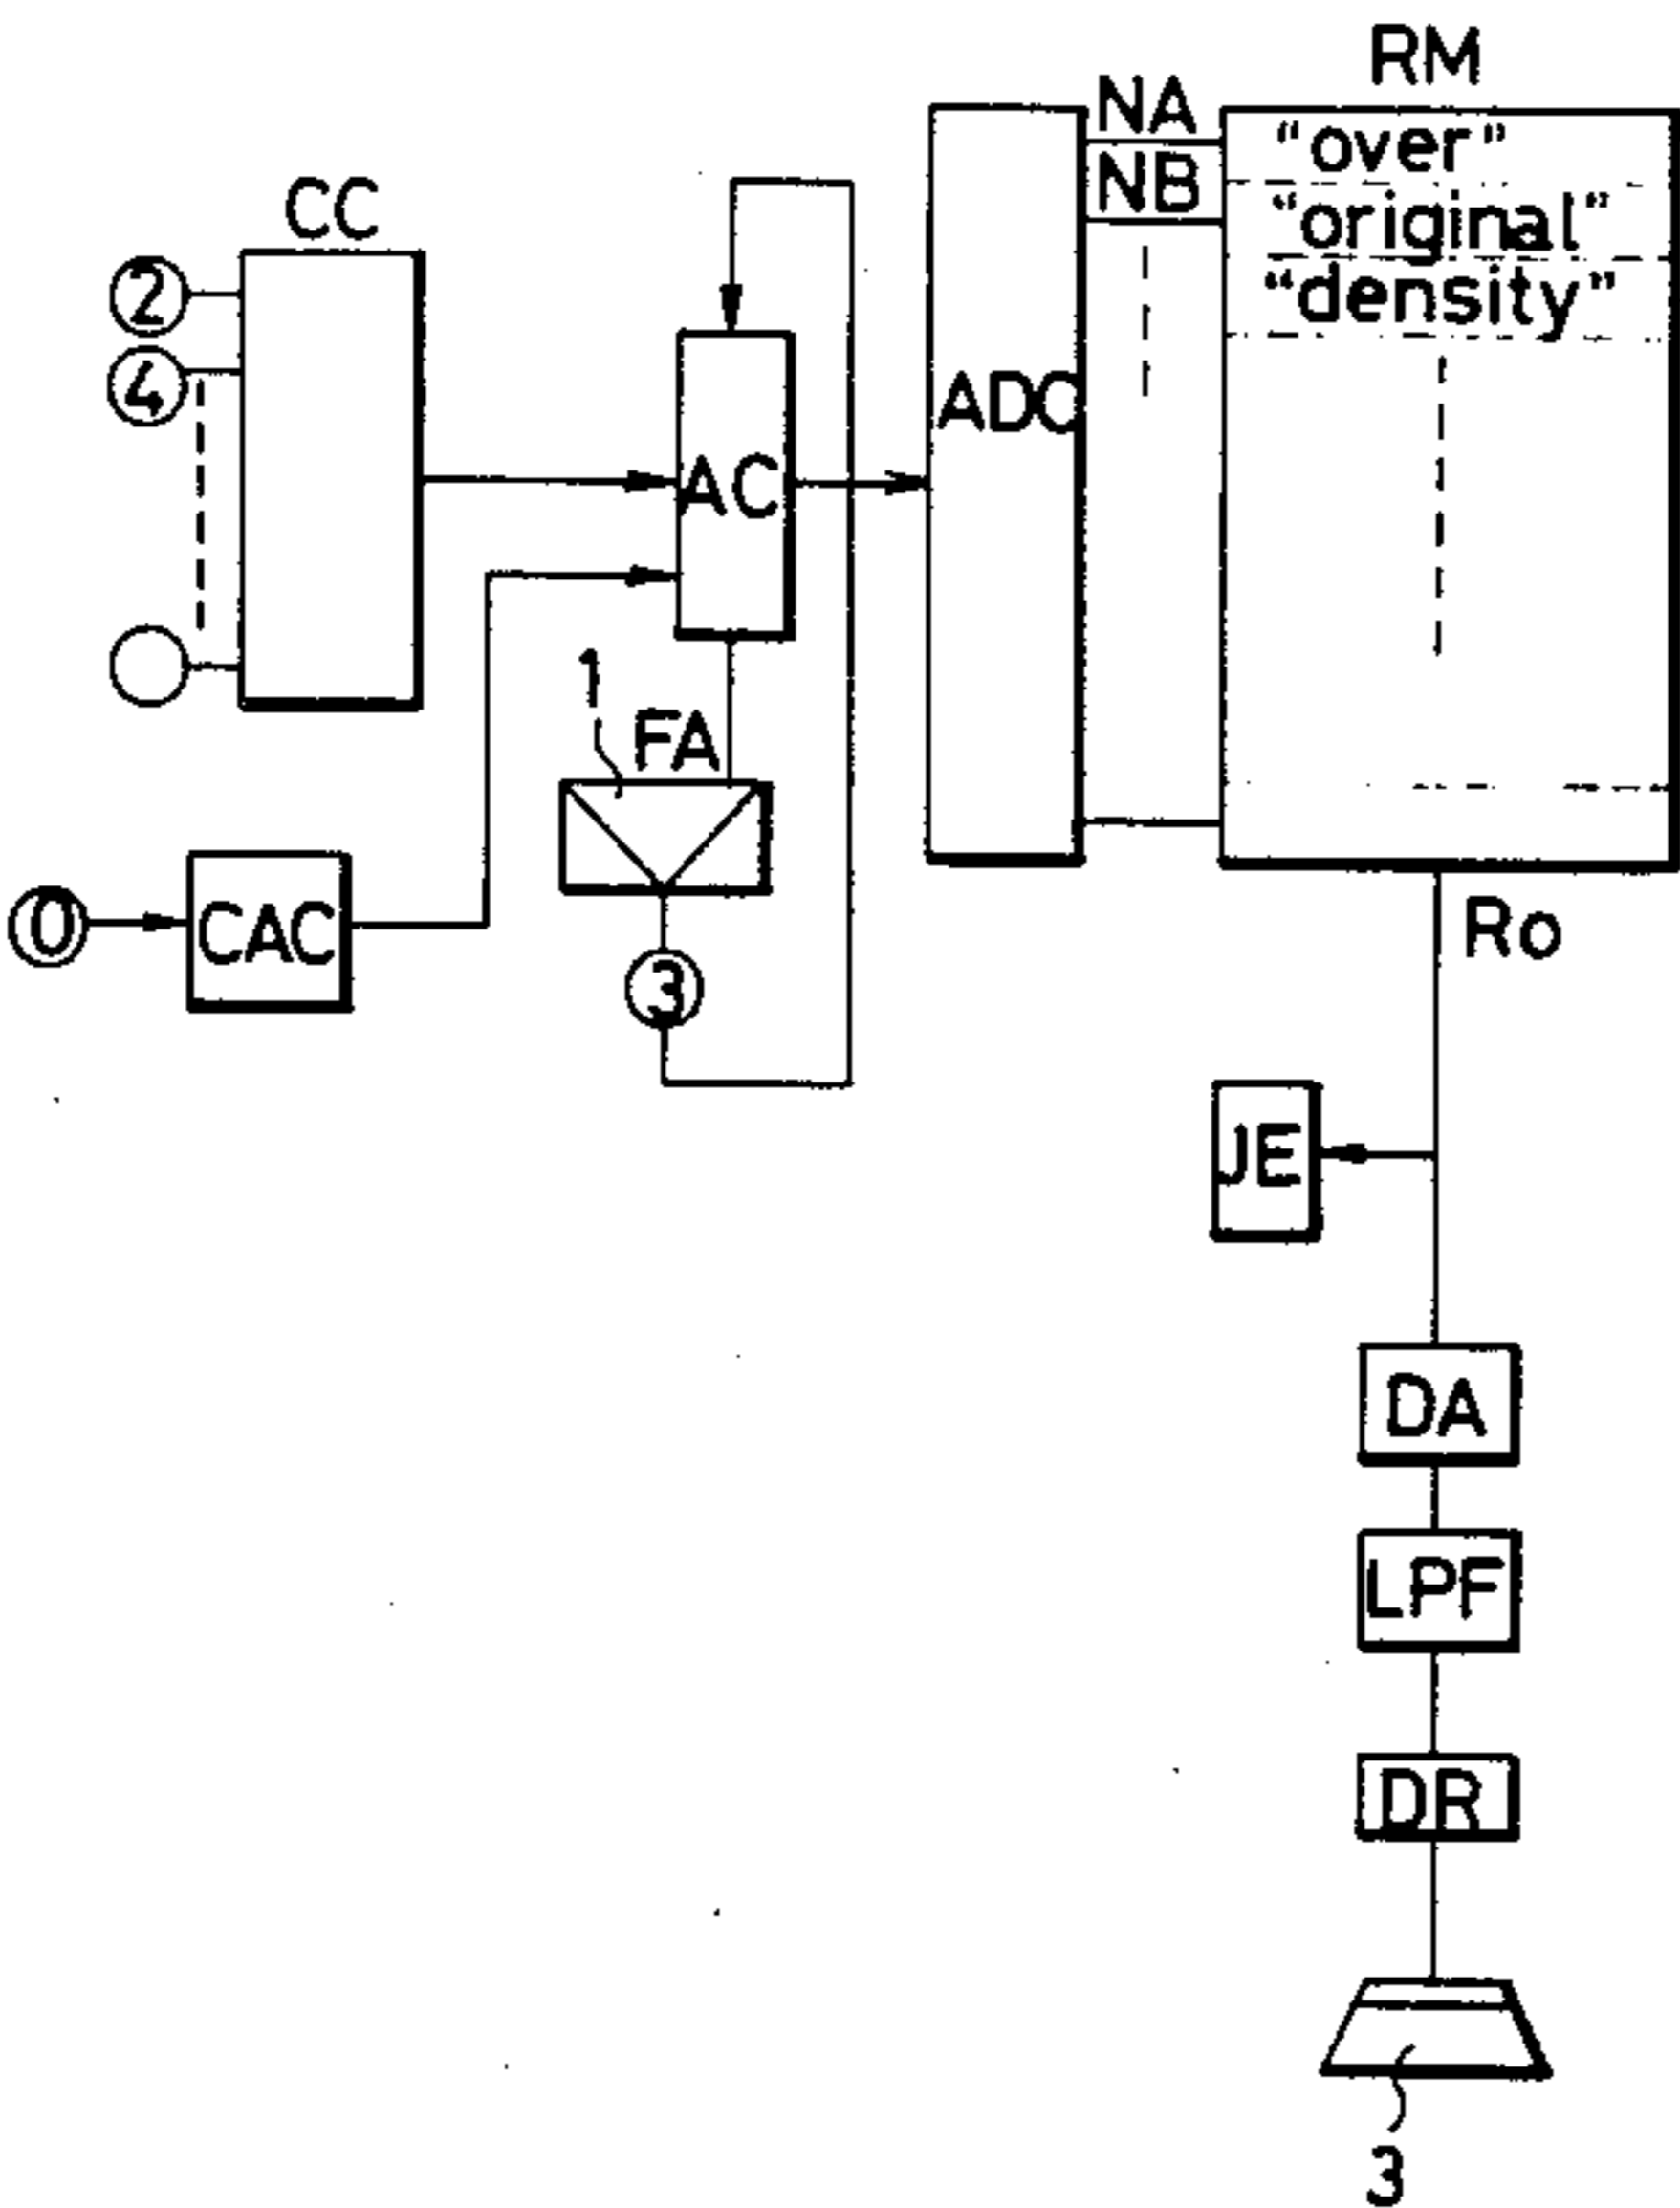 RM
NA
"over"
NB
"original"
CC
"density"
2
4
ADC
AC
1
FA
0
CAC
3
Ro
JE
DA
LPF
DR
3